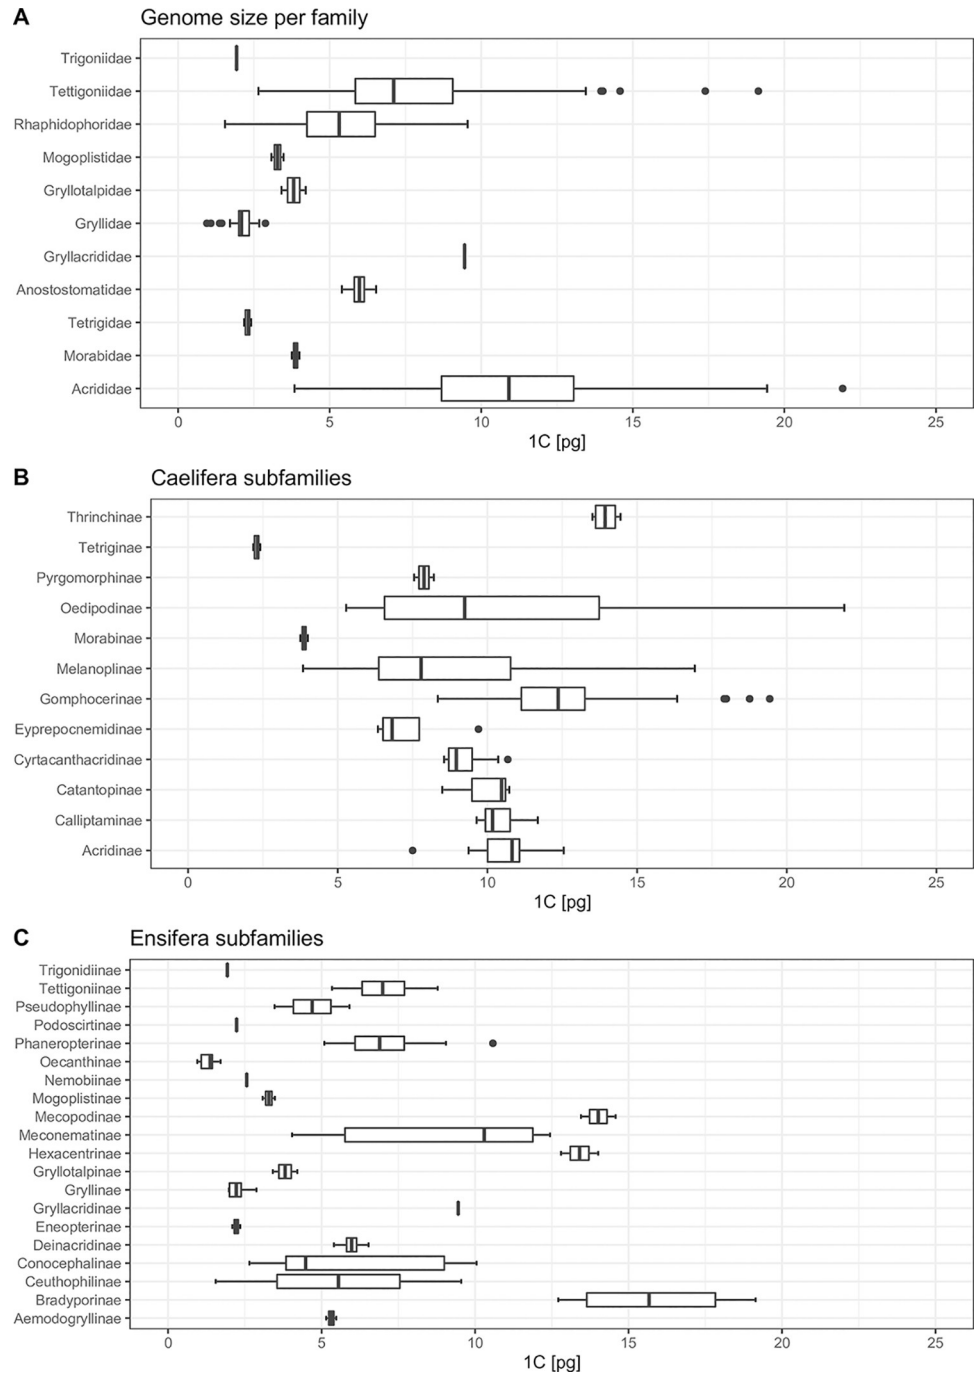 A
Genome size per family
Trigoniidae
Tettigoniidae
Rhaphidophoridae
Mogoplistidae
Gryllotalpidae
Gryllidae
Gryllacrididae
Anostostomatidae
Tetrigidae
Morabidae
Acrididae
0 5 10 15 20 25
1C [pg]
B
Caelifera subfamilies
Thrinchinae
Tetriginae
Pyrgomorphinae
Oedipodinae
Morabinae
Melanoplinae
Gomphocerinae
Eyprepocnemidinae
Cyrtacanthacridinae
Catantopinae
Calliptaminae
Acridinae
0 5 10 15 20 25
1C [pg]
C
Ensifera subfamilies
Trigonidiinae
Tettigoniinae
Pseudophyllinae
Podoscirtinae
Phaneropterinae
Oecanthinae
Nemobiinae
Mogoplistinae
Mecopodinae
Meconematinae
Hexacentrinae
Gryllotalpinae
Gryllinae
Gryllacridinae
Eneopterinae
Deinacridinae
Conocephalinae
Ceuthophilinae
Bradyporinae
Aemodogryllinae
0 5 10 15 20 25
1C [pg]